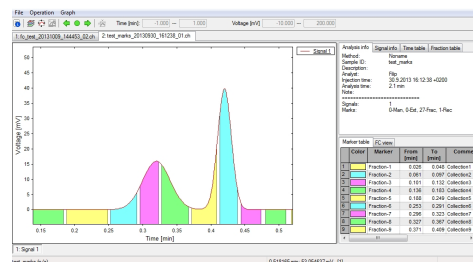 File Operation Graph
Time [min]: -1.000 — 1.000 Voltage [mV] -10.000 — 200.000
1: fo_test_20131009_144453_02.ch 2:test_marks_20130930_161238_01.ch
Signal 1
Voltage [mV]
50
45
40
35
30
25
20
15
10
5
0
0.15 0.2 0.25 0.3 0.35 0.4 0.45 0.5
Time [min]
1: Signal 1
Analysis info Signal info Time table Fraction table
Method: Noname
Sample ID: test_marks
Description:
Analyst: Filip
Injection time: 30.9.2013 16:12:38 +0200
Analysis time: 2.1 min
Note:
Signals: 1
Marks: 0-Man, 0-Ext, 27-Frac, 1-Rec
Marker table FC view
Color Marker From [min] To [min] Comme
1 Fraction-1 0.026 0.048 Collection1
2 Fraction-2 0.061 0.097 Collection2
3 Fraction-3 0.101 0.132 Collection3
4 Fraction-4 0.136 0.183 Collection4
5 Fraction-5 0.188 0.249 Collection5
6 Fraction-6 0.253 0.291 Collection6
7 Fraction-7 0.296 0.323 Collection7
8 Fraction-8 0.327 0.367 Collection8
9 Fraction-9 0.371 0.409 Collection9